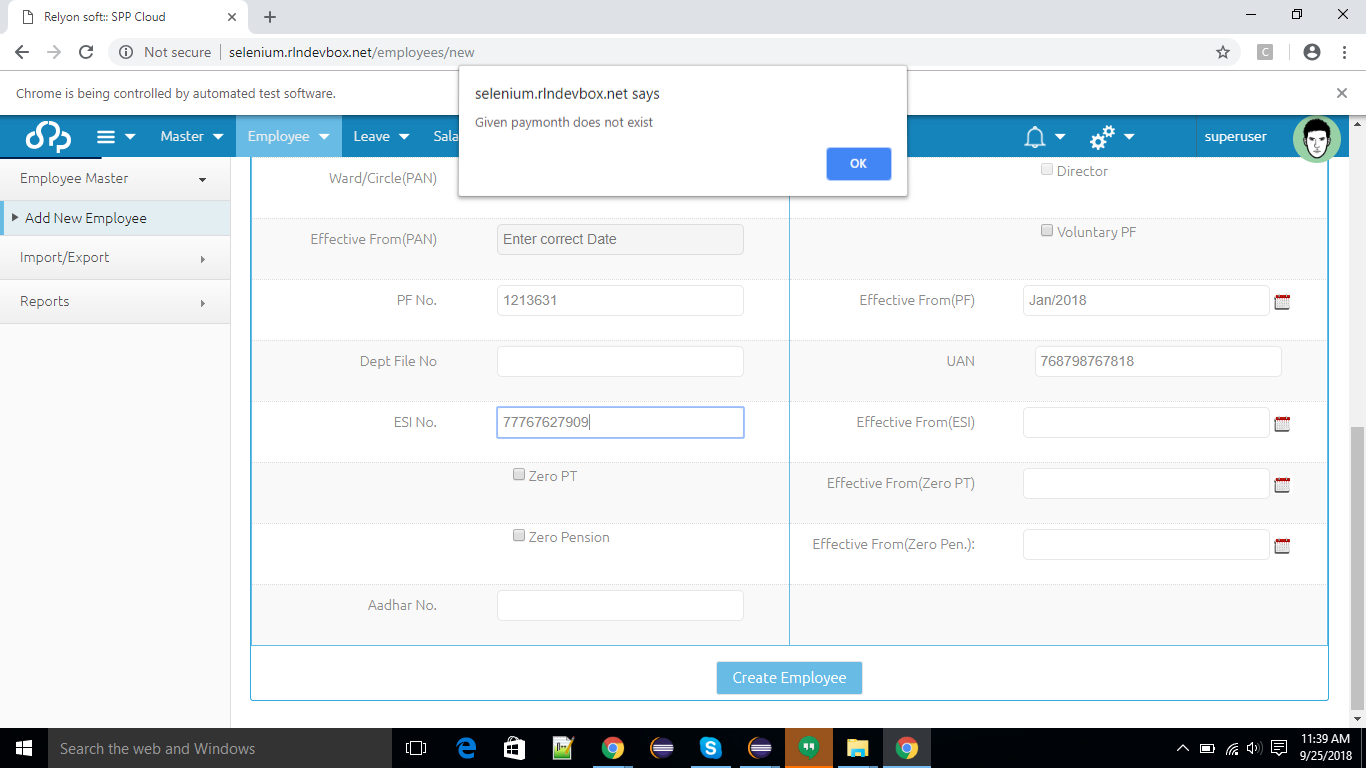 Relyon soft:: SPP Cloud
Not secure
selenium.rlndevbox.net/employees/new
C
Chrome is being controlled by automated test software.
selenium.rlndevbox.net says
Given paymonth does not exist
OK
Master
Employee
Leave
Sala
superuser
Employee Master
Add New Employee
Import/Export
Reports
Ward/Circle(PAN)
Director
Effective From(PAN)
Enter correct Date
Voluntary PF
PF No.
1213631
Effective From(PF)
Jan/2018
Dept File No
UAN
768798767818
ESI No.
77767627909
Effective From(ESI)
Zero PT
Effective From(Zero PT)
Zero Pension
Effective From(Zero Pen.):
Aadhar No.
Create Employee
Search the web and Windows
11:39 AM
9/25/2018